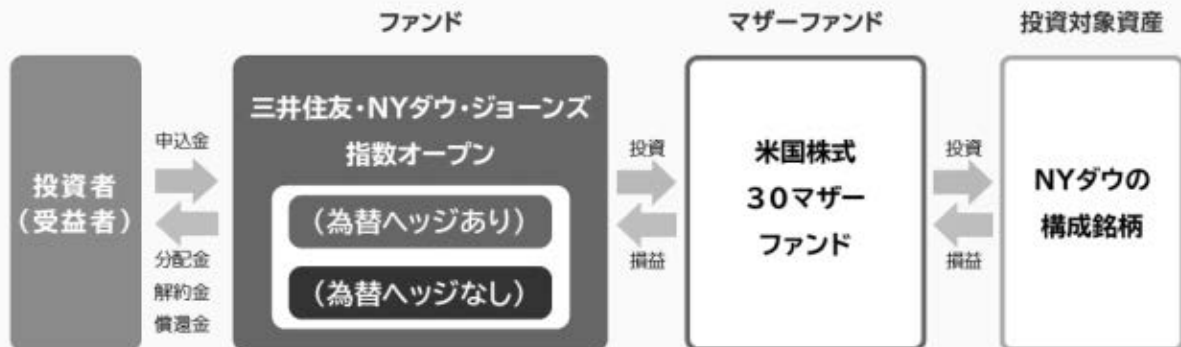 ファンド
マザーファンド
投資対象資産
投資者
(受益者)
申込金
分配金
解約金
償還金
三井住友・NYダウ・ジョーンズ
指数オープン
(為替ヘッジあり)
(為替ヘッジなし)
投資
損益
米国株式
30マザー
ファンド
投資
損益
NYダウの
構成銘柄